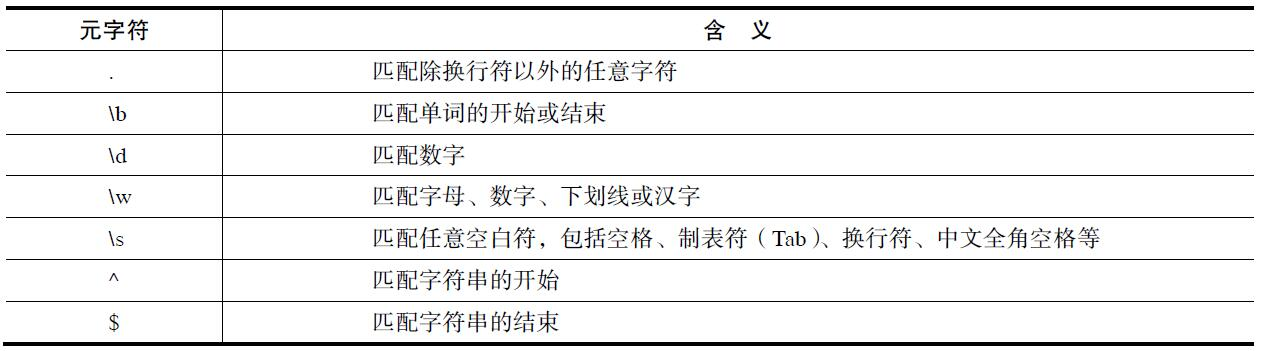 元字符 含 义
. 匹配除换行符以外的任意字符
\b 匹配单词的开始或结束
\d 匹配数字
\w 匹配字母、数字、下划线或汉字
\s 匹配任意空白符，包括空格、制表符（Tab）、换行符、中文全角空格等
^ 匹配字符串的开始
$ 匹配字符串的结束